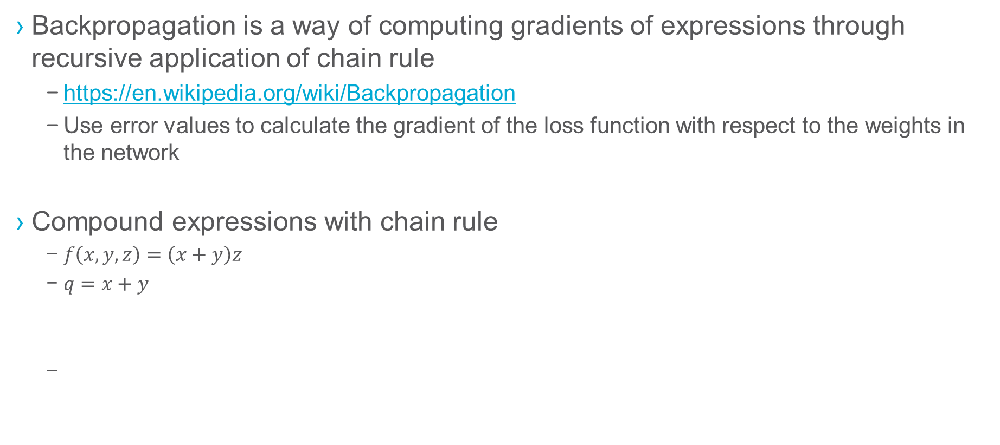 › Backpropagation is a way of computing gradients of expressions through
recursive application of chain rule
– https://en.wikipedia.org/wiki/Backpropagation
– Use error values to calculate the gradient of the loss function with respect to the weights in
the network
› Compound expressions with chain rule
– f(x, y, z) = (x + y)z
– q = x + y
–